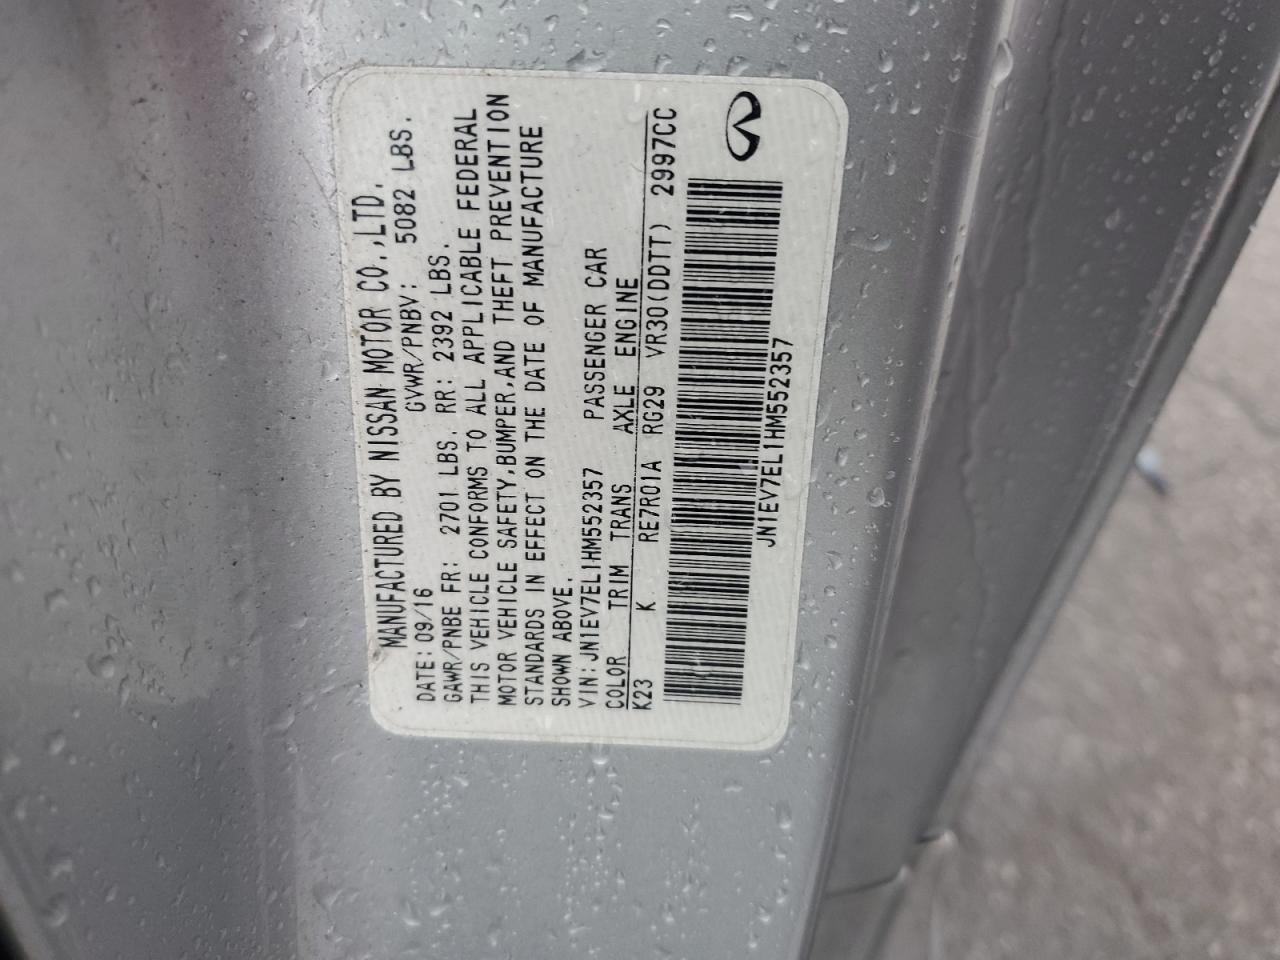 MANUFACTURED BY NISSAN MOTOR CO.,LTD.
DATE: 09/16 GVWR/PNBV: 5082 LBS.
GAWR/PNBE FR: 2701 LBS. RR: 2392 LBS.
THIS VEHICLE CONFORMS TO ALL APPLICABLE FEDERAL
MOTOR VEHICLE SAFETY,BUMPER,AND THEFT PREVENTION
STANDARDS IN EFFECT ON THE DATE OF MANUFACTURE
SHOWN ABOVE.
VIN: JN1EV7EL1HM552357 PASSENGER CAR
COLOR TRIM TRANS AXLE ENGINE
K23 K RE7R01A RG29 VR30(DDTT) 2997CC
JN1EV7EL1HM552357